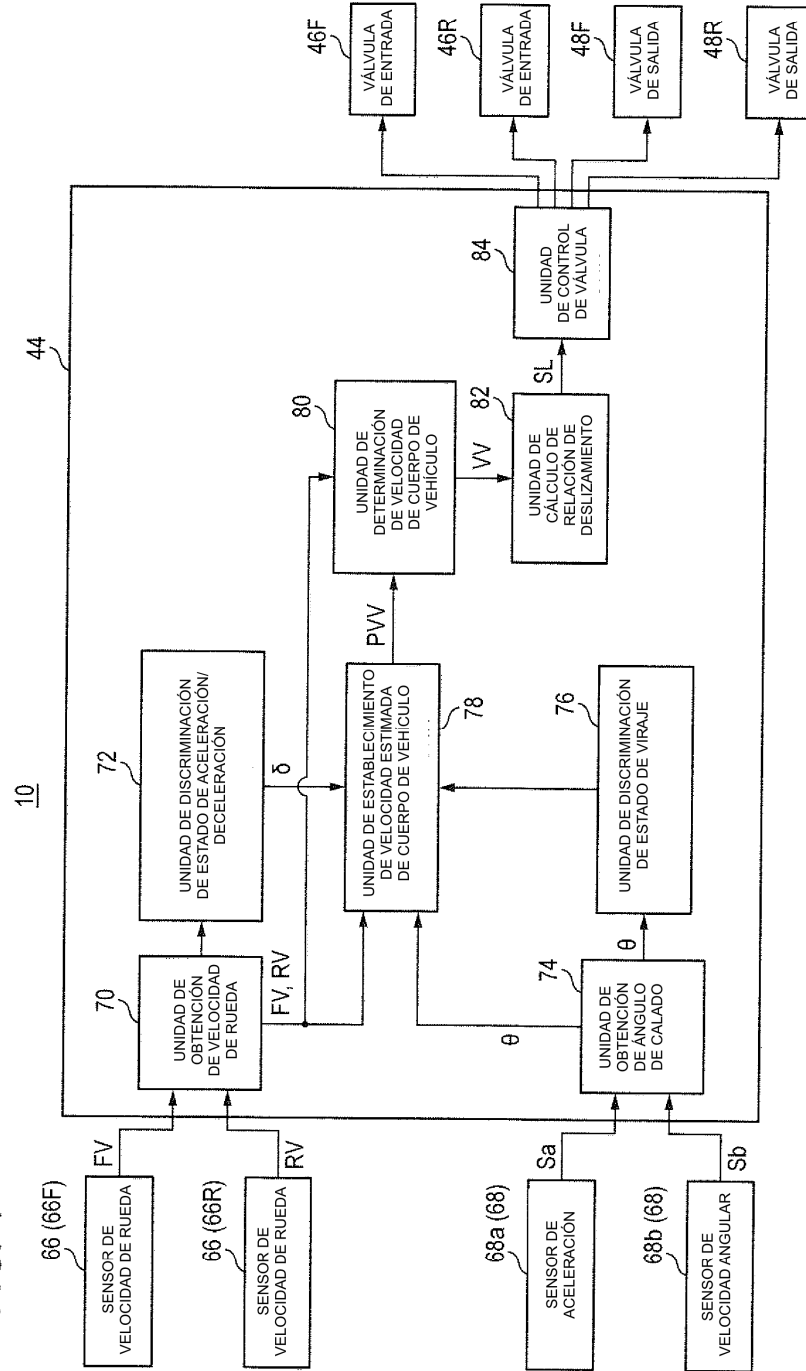 10
44
66 (66F)
SENSOR DE
VELOCIDAD DE RUEDA
FV
66 (66R)
SENSOR DE
VELOCIDAD DE RUEDA
RV
68a (68)
SENSOR DE
ACELERACIÓN
Sa
68b (68)
SENSOR DE
VELOCIDAD ANGULAR
Sb
70
UNIDAD DE
OBTENCIÓN
DE VELOCIDAD
DE RUEDA
FV, RV
72
UNIDAD DE DISCRIMINACIÓN
DE ESTADO DE ACELERACIÓN/
DECELERACIÓN
δ
74
UNIDAD DE
OBTENCIÓN
DE ÁNGULO
DE CALADO
θ
θ
76
UNIDAD DE DISCRIMINACIÓN
DE ESTADO DE VIRAJE
78
UNIDAD DE ESTABLECIMIENTO
DE VELOCIDAD ESTIMADA
DE CUERPO DE VEHÍCULO
PVV
80
UNIDAD DE
DETERMINACIÓN
DE VELOCIDAD
DE CUERPO DE
VEHÍCULO
VV
82
UNIDAD DE
CÁLCULO DE
RELACIÓN DE
DESLIZAMIENTO
SL
84
UNIDAD
DE CONTROL
DE VÁLVULA
46F
VÁLVULA
DE ENTRADA
46R
VÁLVULA
DE ENTRADA
48F
VÁLVULA
DE SALIDA
48R
VÁLVULA
DE SALIDA